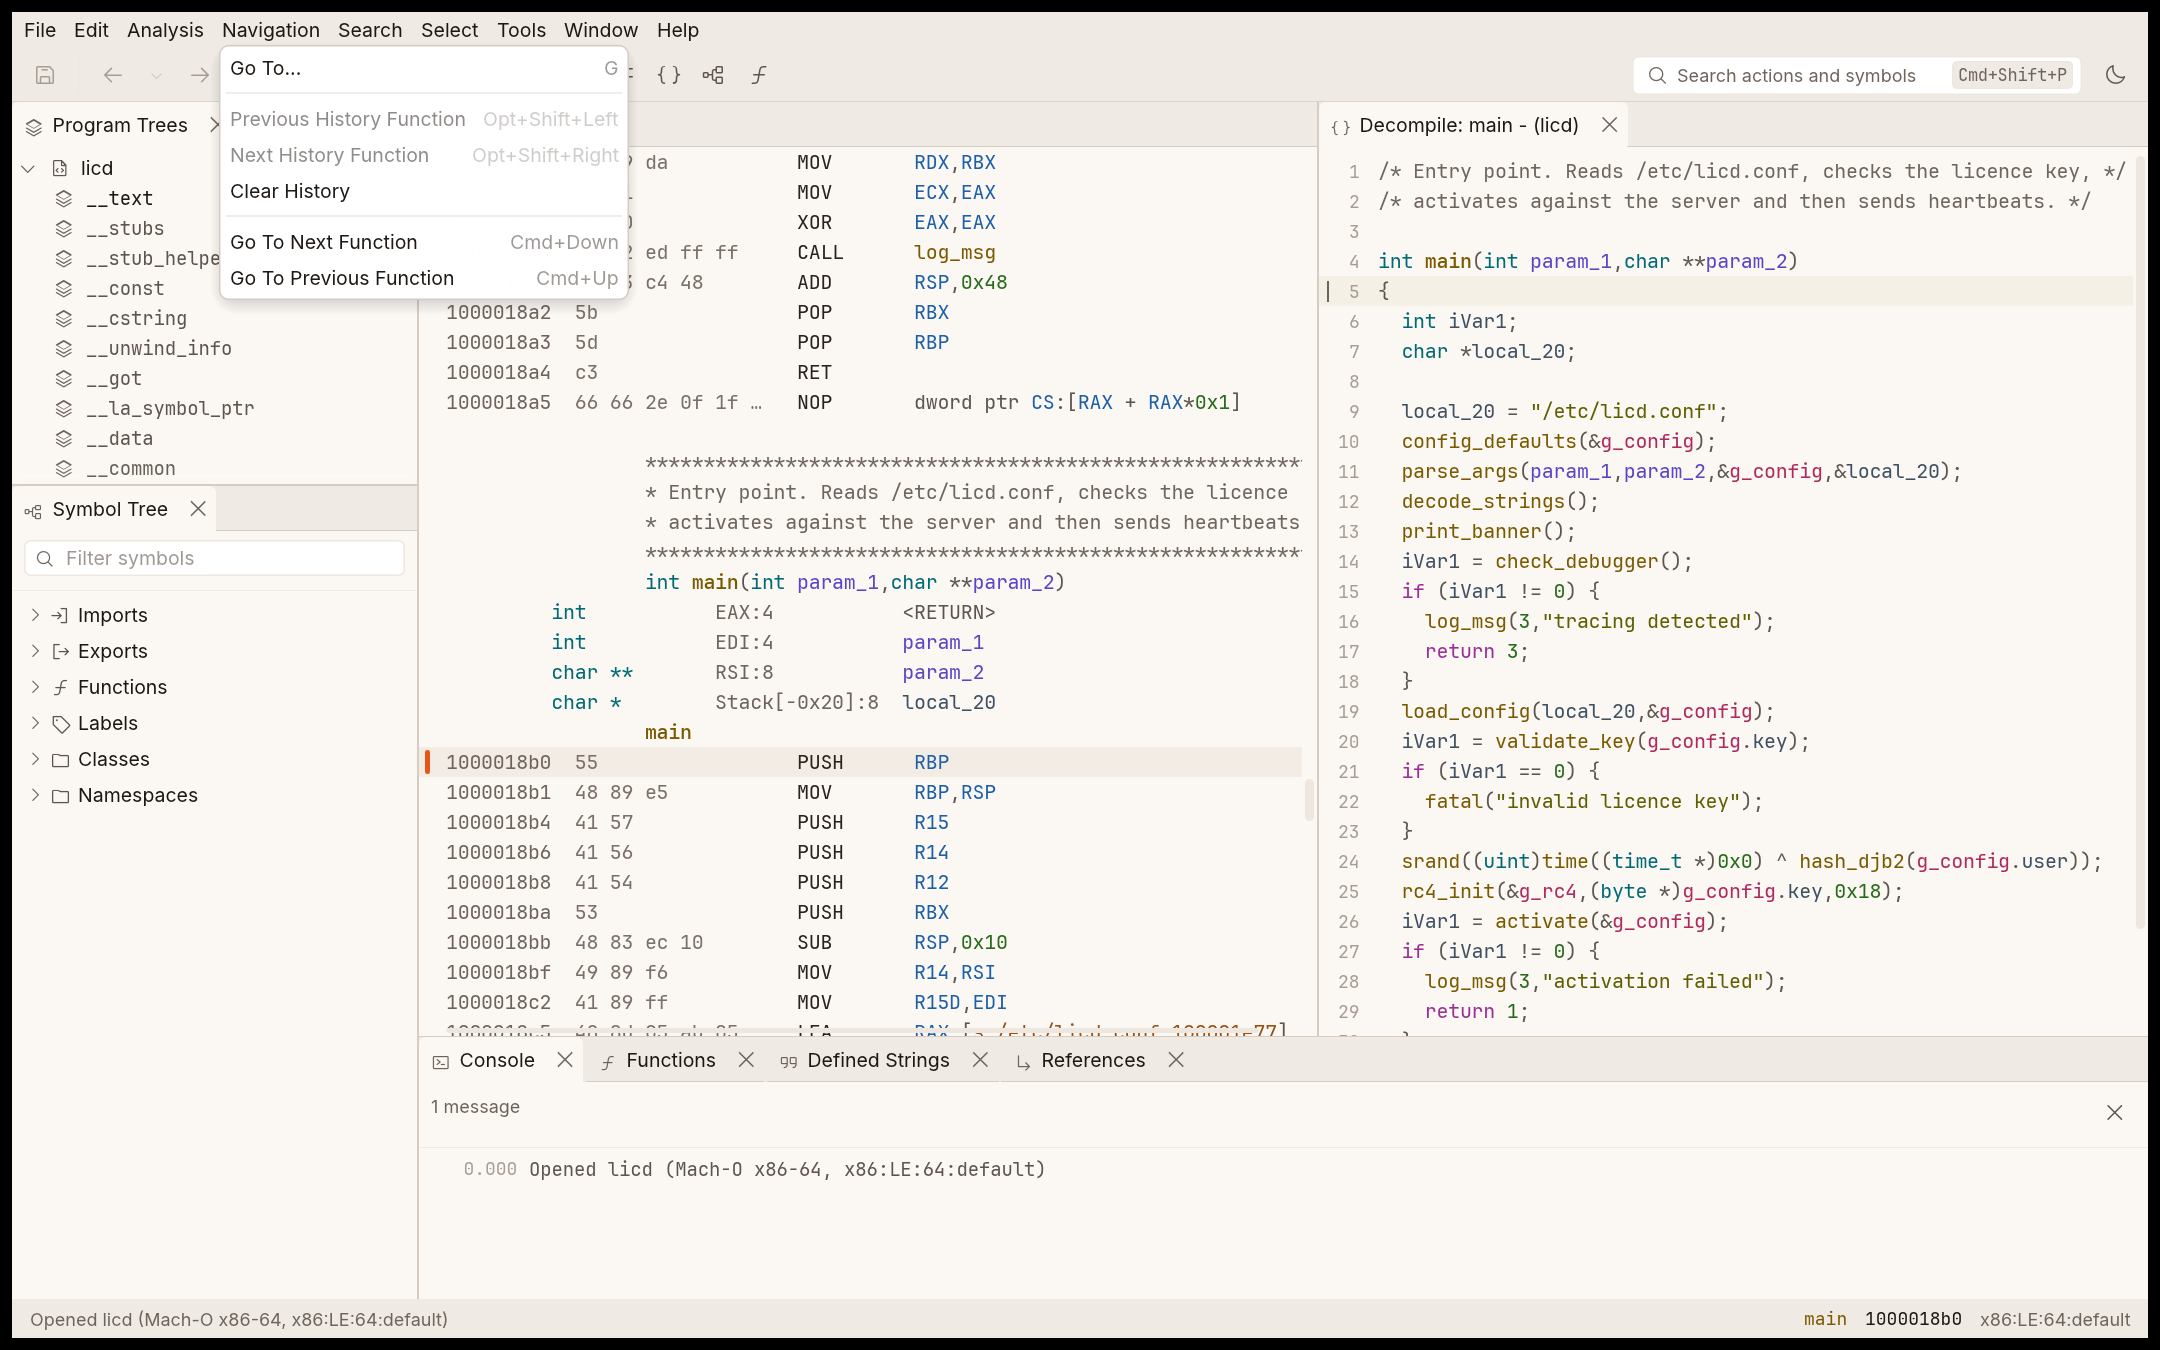 File Edit Analysis Navigation Search Select Tools Window Help
Search actions and symbols Cmd+Shift+P
Go To... G
Previous History Function Opt+Shift+Left
Next History Function Opt+Shift+Right
Clear History
Go To Next Function Cmd+Down
Go To Previous Function Cmd+Up
Program Trees
licd
__text
__stubs
__stub_helpe
__const
__cstring
__unwind_info
__got
__la_symbol_ptr
__data
__common
Symbol Tree
Filter symbols
Imports
Exports
Functions
Labels
Classes
Namespaces
da MOV RDX,RBX
MOV ECX,EAX
XOR EAX,EAX
ed ff ff CALL log_msg
c4 48 ADD RSP,0x48
1000018a2 5b POP RBX
1000018a3 5d POP RBP
1000018a4 c3 RET
1000018a5 66 66 2e 0f 1f … NOP dword ptr CS:[RAX + RAX*0x1]
********************************************************
* Entry point. Reads /etc/licd.conf, checks the licence
* activates against the server and then sends heartbeats
********************************************************
int main(int param_1,char **param_2)
int EAX:4 <RETURN>
int EDI:4 param_1
char ** RSI:8 param_2
char * Stack[-0x20]:8 local_20
main
1000018b0 55 PUSH RBP
1000018b1 48 89 e5 MOV RBP,RSP
1000018b4 41 57 PUSH R15
1000018b6 41 56 PUSH R14
1000018b8 41 54 PUSH R12
1000018ba 53 PUSH RBX
1000018bb 48 83 ec 10 SUB RSP,0x10
1000018bf 49 89 f6 MOV R14,RSI
1000018c2 41 89 ff MOV R15D,EDI
LEA RAX
Decompile: main - (licd)
1 /* Entry point. Reads /etc/licd.conf, checks the licence key, */
2 /* activates against the server and then sends heartbeats. */
3
4 int main(int param_1,char **param_2)
5 {
6 int iVar1;
7 char *local_20;
8
9 local_20 = "/etc/licd.conf";
10 config_defaults(&g_config);
11 parse_args(param_1,param_2,&g_config,&local_20);
12 decode_strings();
13 print_banner();
14 iVar1 = check_debugger();
15 if (iVar1 != 0) {
16 log_msg(3,"tracing detected");
17 return 3;
18 }
19 load_config(local_20,&g_config);
20 iVar1 = validate_key(g_config.key);
21 if (iVar1 == 0) {
22 fatal("invalid licence key");
23 }
24 srand((uint)time((time_t *)0x0) ^ hash_djb2(g_config.user));
25 rc4_init(&g_rc4,(byte *)g_config.key,0x18);
26 iVar1 = activate(&g_config);
27 if (iVar1 != 0) {
28 log_msg(3,"activation failed");
29 return 1;
Console Functions Defined Strings References
1 message
0.000 Opened licd (Mach-O x86-64, x86:LE:64:default)
Opened licd (Mach-O x86-64, x86:LE:64:default)
main 1000018b0 x86:LE:64:default